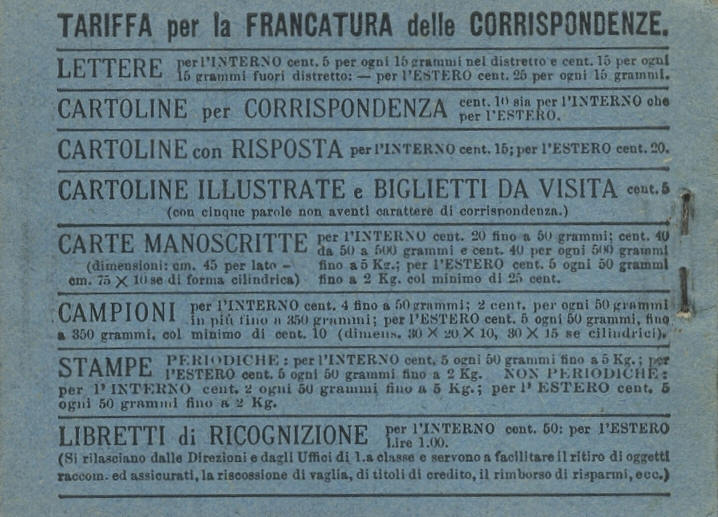 TARIFFA per la FRANCATURA delle CORRISPONDENZE.
LETTERE per l'INTERNO cent. 5 per ogni 15 grammi nel distretto e cent. 15 per ogni
15 grammi fuori distretto: — per l'ESTERO cent. 25 per ogni 15 grammi.
CARTOLINE per CORRISPONDENZA cent. 10 sia per l'INTERNO che
per l'ESTERO.
CARTOLINE con RISPOSTA per l'INTERNO cent. 15; per l'ESTERO cent. 20.
CARTOLINE ILLUSTRATE e BIGLIETTI DA VISITA cent. 5
(con cinque parole non aventi carattere di corrispondenza.)
CARTE MANOSCRITTE per l'INTERNO cent. 20 fino a 50 grammi; cent. 40
da 50 a 500 grammi e cent. 40 per ogni 500 grammi
(dimensioni: cm. 45 per lato - fino a 5 Kg.; per l'ESTERO cent. 5 ogni 50 grammi
cm. 75 × 10 se di forma cilindrica) fino a 2 Kg. col minimo di 25 cent.
CAMPIONI per l'INTERNO cent. 4 fino a 50 grammi; 2 cent. per ogni 50 grammi
in più fino a 350 grammi; per l'ESTERO cent. 5 ogni 50 grammi, fino
a 350 grammi, col minimo di cent. 10 (dimens. 30 × 20 × 10, 30 × 15 se cilindrici).
STAMPE PERIODICHE: per l'INTERNO cent. 5 ogni 50 grammi fino a 5 Kg.; per
l'ESTERO cent. 5 ogni 50 grammi fino a 2 Kg. NON PERIODICHE:
per l'INTERNO cent. 2 ogni 50 grammi fino a 5 Kg.; per l'ESTERO cent. 5
ogni 50 grammi fino a 2 Kg.
LIBRETTI di RICOGNIZIONE per l'INTERNO cent. 50: per l'ESTERO
Lire 1.00.
(Si rilasciano dalle Direzioni e dagli Uffici di 1.a classe e servono a facilitare il ritiro di oggetti
raccom. ed assicurati, la riscossione di vaglia, di titoli di credito, il rimborso di risparmi, ecc.)